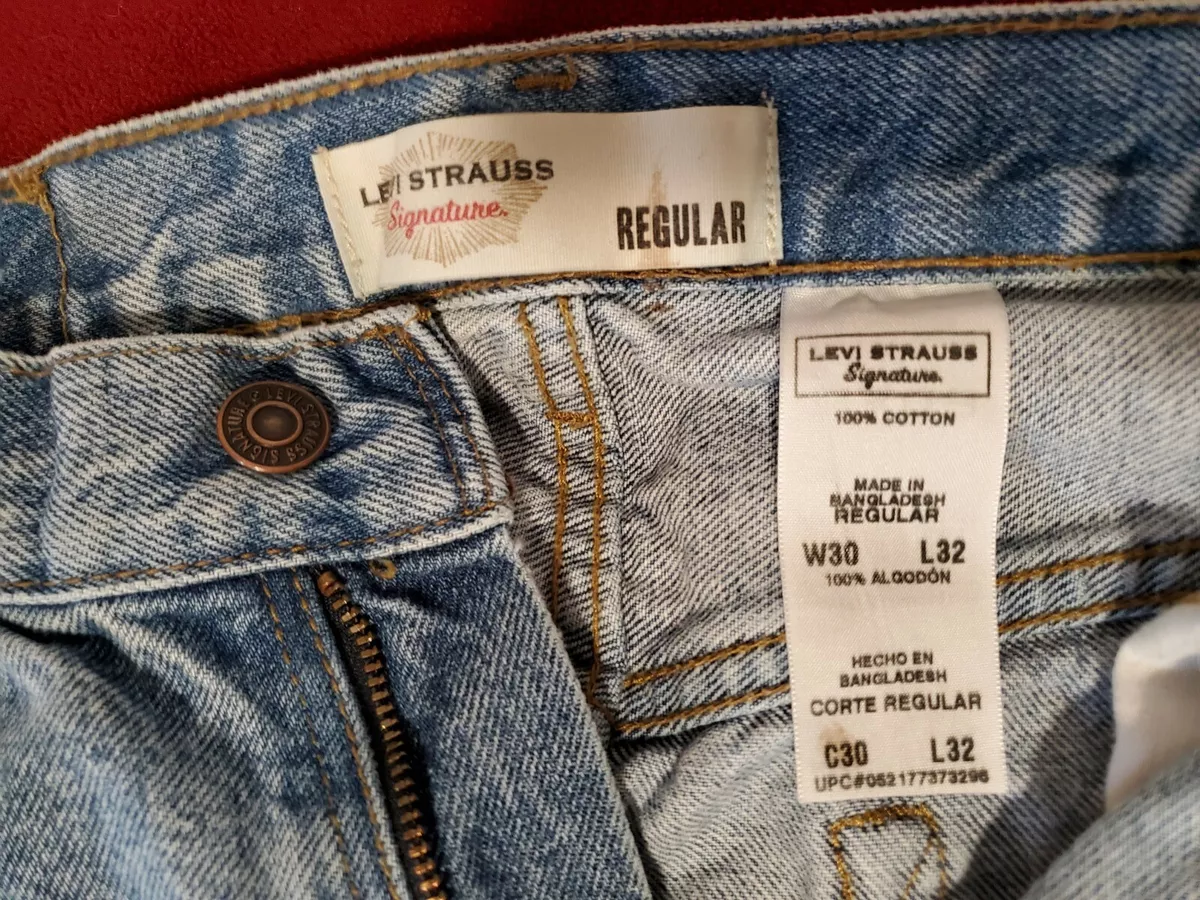 LEVI STRAUSS
Signature.
REGULAR
LEVI STRAUSS SIGNATURE
LEVI STRAUSS
Signature.
100% COTTON
MADE IN
BANGLADESH
REGULAR
W30 L32
100% ALGODÓN
HECHO EN
BANGLADESH
CORTE REGULAR
C30 L32
UPC#052177373296